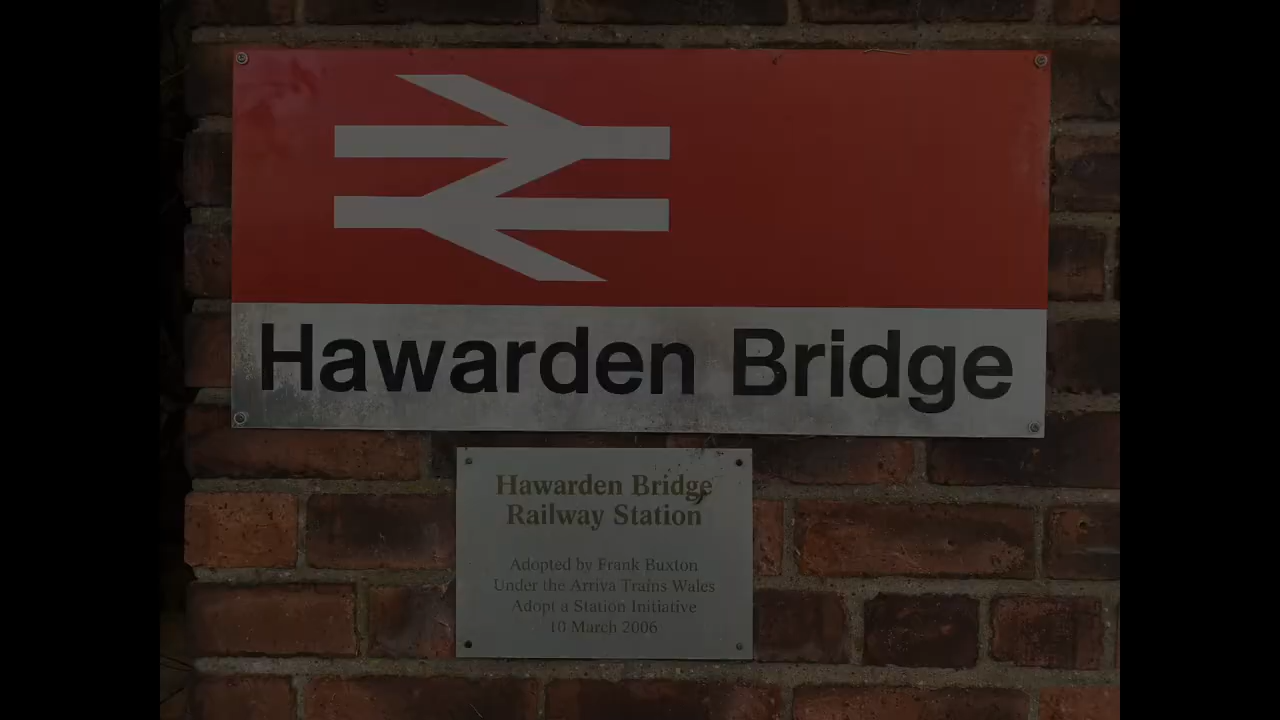 Hawarden Bridge
Hawarden Bridge
Railway Station
Adopted by Frank Buxton
Under the Arriva Trains Wales
Adopt a Station Initiative
10 March 2006